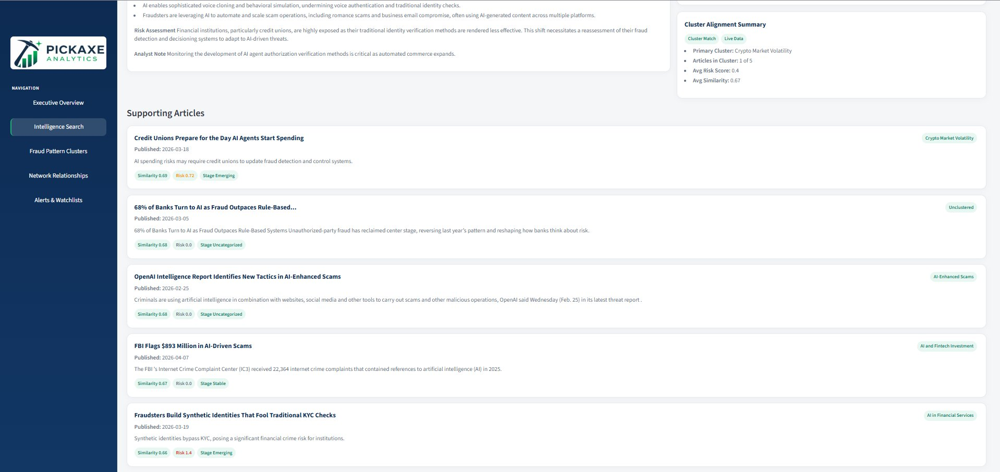 PICKAXE
ANALYTICS
NAVIGATION
Executive Overview
Intelligence Search
Fraud Pattern Clusters
Network Relationships
Alerts & Watchlists
AI enables sophisticated voice cloning and behavioral simulation, undermining voice authentication and traditional identity checks.
Fraudsters are leveraging AI to automate and scale scam operations, including romance scams and business email compromise, often using AI-generated content across multiple platforms.
Risk Assessment Financial institutions, particularly credit unions, are highly exposed as their traditional identity verification methods are rendered less effective. This shift necessitates a reassessment of their fraud
detection and decisioning systems to adapt to AI-driven threats.
Analyst Note Monitoring the development of AI agent authorization verification methods is critical as automated commerce expands.
Cluster Alignment Summary
Cluster Match Live Data
Primary Cluster: Crypto Market Volatility
Articles in Cluster: 1 of 5
Avg Risk Score: 0.4
Avg Similarity: 0.67
Supporting Articles
Credit Unions Prepare for the Day AI Agents Start Spending
Crypto Market Volatility
Published: 2026-03-18
AI spending risks may require credit unions to update fraud detection and control systems.
Similarity 0.69 Risk 0.72 Stage Emerging
68% of Banks Turn to AI as Fraud Outpaces Rule-Based...
Unclustered
Published: 2026-03-05
68% of Banks Turn to AI as Fraud Outpaces Rule-Based Systems Unauthorized-party fraud has reclaimed center stage, reversing last year's pattern and reshaping how banks think about risk.
Similarity 0.68 Risk 0.0 Stage Uncategorized
OpenAI Intelligence Report Identifies New Tactics in AI-Enhanced Scams
AI-Enhanced Scams
Published: 2026-02-25
Criminals are using artificial intelligence in combination with websites, social media and other tools to carry out scams and other malicious operations, OpenAI said Wednesday (Feb. 25) in its latest threat report .
Similarity 0.68 Risk 0.0 Stage Uncategorized
FBI Flags $893 Million in AI-Driven Scams
AI and Fintech Investment
Published: 2026-04-07
The FBI 's Internet Crime Complaint Center (IC3) received 22,364 internet crime complaints that contained references to artificial intelligence (AI) in 2025.
Similarity 0.67 Risk 0.0 Stage Stable
Fraudsters Build Synthetic Identities That Fool Traditional KYC Checks
AI in Financial Services
Published: 2026-03-19
Synthetic identities bypass KYC, posing a significant financial crime risk for institutions.
Similarity 0.66 Risk 1.4 Stage Emerging